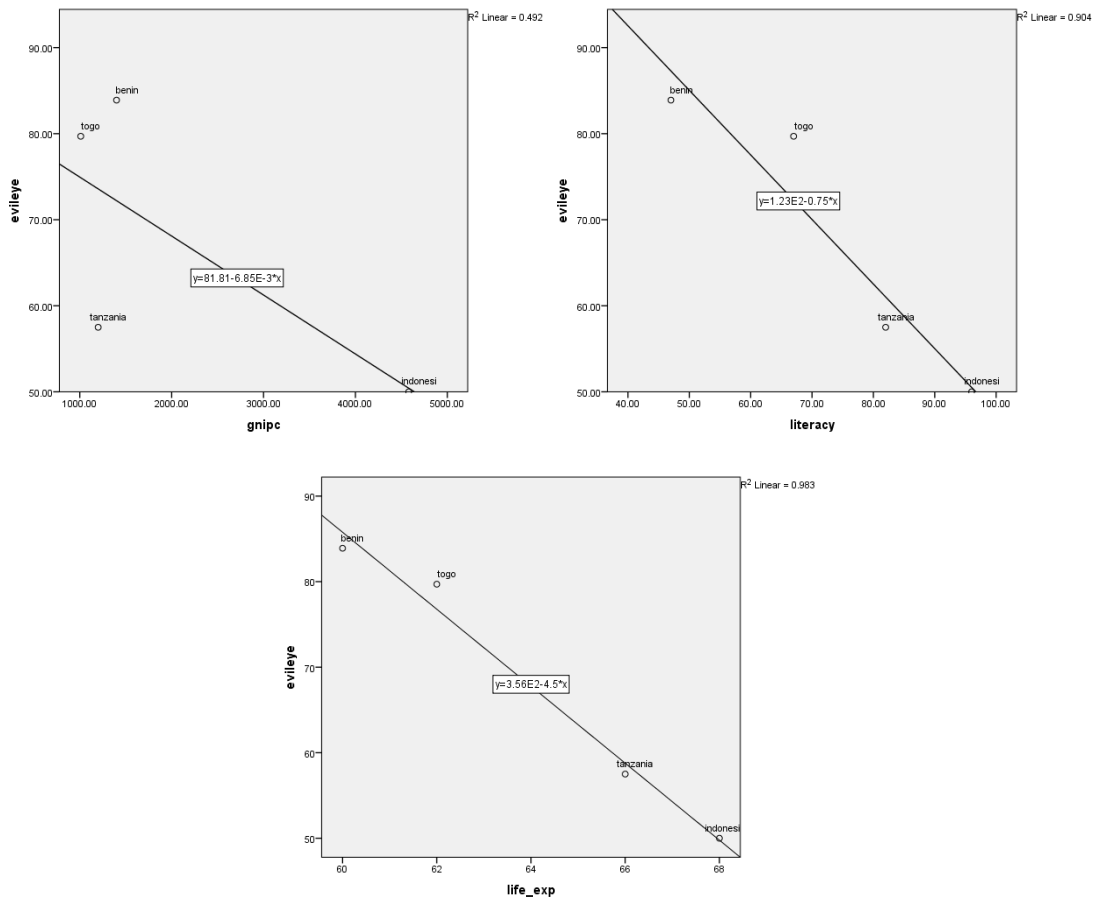 R² Linear = 0.492
90.00
80.00
70.00
60.00
50.00
evileye
benin
togo
y=81.81-6.85E-3*x
tanzania
indonesi
1000.00 2000.00 3000.00 4000.00 5000.00
gnipc
R² Linear = 0.904
90.00
80.00
70.00
60.00
50.00
evileye
benin
togo
y=1.23E2-0.75*x
tanzania
indonesi
40.00 50.00 60.00 70.00 80.00 90.00 100.00
literacy
R² Linear = 0.983
90
80
70
60
50
evileye
benin
togo
y=3.56E2-4.5*x
tanzania
indonesi
60 62 64 66 68
life_exp